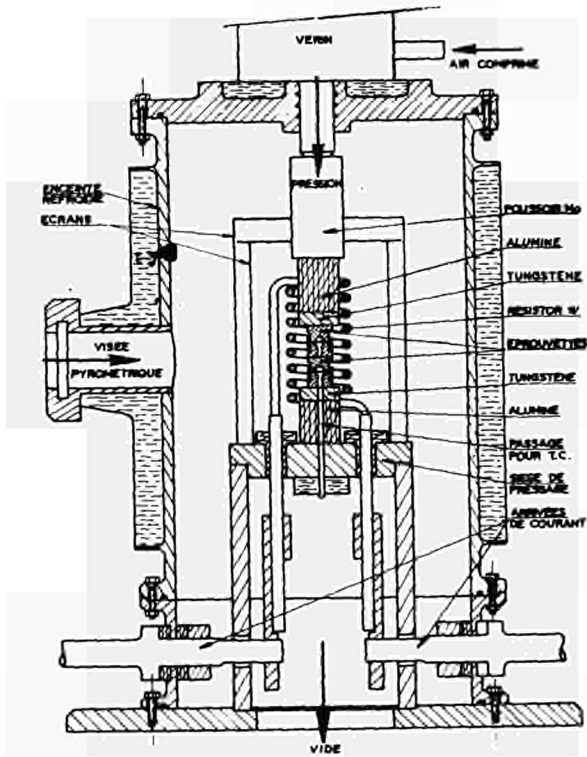 VERIN
AIR COMPRIME
PRESSION
ENCEINTE
REFROIDIE
ECRANS
POUSSOIR Mo
ALUMINE
TUNGSTENE
RESISTOR W
EPROUVETTES
TUNGSTENE
ALUMINE
PASSAGE
POUR T.C.
SIEGE DE
PRESSAGE
ARRIVEES
DE COURANT
VISEE
PYROMETRIQUE
VIDE